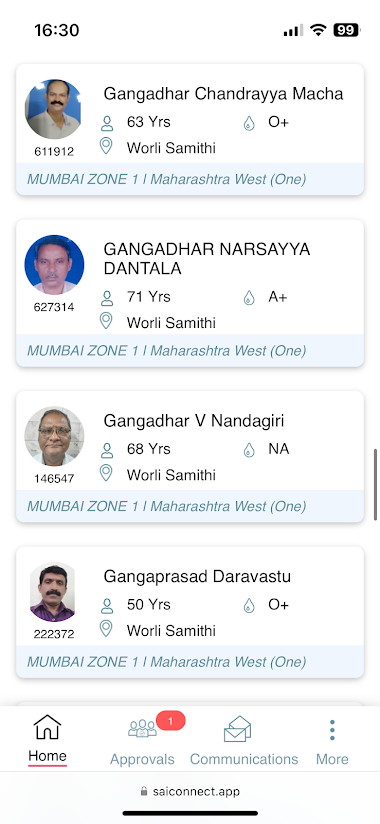 16:30
99
Gangadhar Chandrayya Macha
63 Yrs
O+
Worli Samithi
611912
MUMBAI ZONE 1 I Maharashtra West (One)
GANGADHAR NARSAYYA
DANTALA
71 Yrs
A+
627314
Worli Samithi
MUMBAI ZONE 1 I Maharashtra West (One)
Gangadhar V Nandagiri
68 Yrs
NA
Worli Samithi
146547
MUMBAI ZONE 1 I Maharashtra West (One)
Gangaprasad Daravastu
50 Yrs
O+
Worli Samithi
222372
MUMBAI ZONE 1 I Maharashtra West (One)
1
Home
Approvals
Communications
More
saiconnect.app